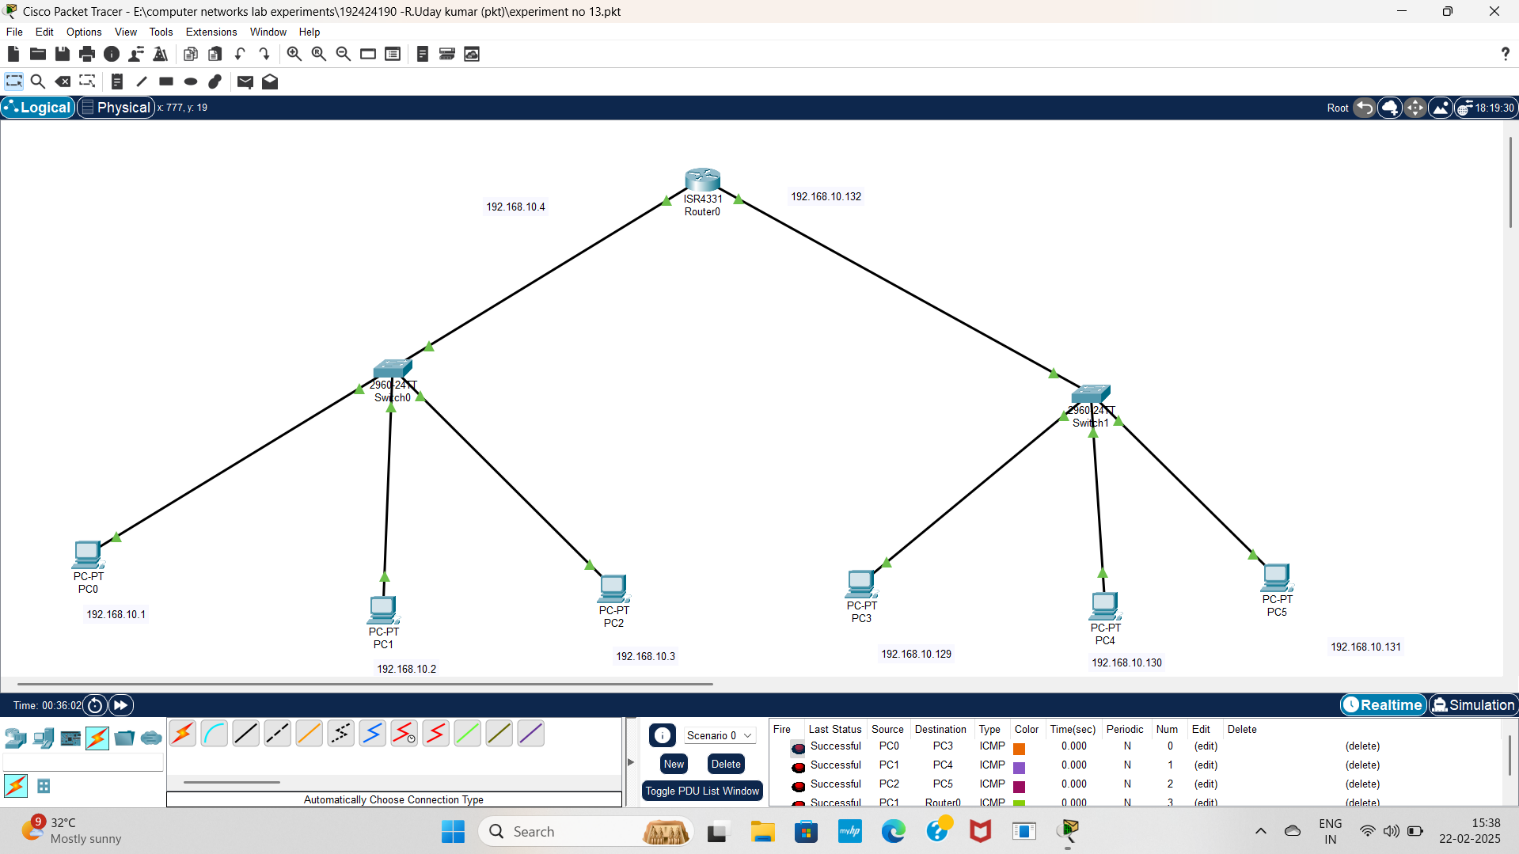 Cisco Packet Tracer - E:\computer networks lab experiments\192424190 -R.Uday kumar (pkt)\experiment no 13.pkt
File Edit Options View Tools Extensions Window Help
?
Logical Physical x: 777, y: 19 Root 18:19:30
192.168.10.4
ISR4331
Router0
192.168.10.132
2960-24TT
Switch0
2960-24TT
Switch1
PC-PT
PC0
192.168.10.1
PC-PT
PC1
192.168.10.2
PC-PT
PC2
192.168.10.3
PC-PT
PC3
192.168.10.129
PC-PT
PC4
192.168.10.130
PC-PT
PC5
192.168.10.131
Time: 00:36:02 Realtime Simulation
Automatically Choose Connection Type
Scenario 0
New Delete
Toggle PDU List Window
Fire Last Status Source Destination Type Color Time(sec) Periodic Num Edit Delete
Successful PC0 PC3 ICMP 0.000 N 0 (edit) (delete)
Successful PC1 PC4 ICMP 0.000 N 1 (edit) (delete)
Successful PC2 PC5 ICMP 0.000 N 2 (edit) (delete)
Successful PC1 Router0 ICMP 0.000 N 3 (edit) (delete)
9
32°C
Mostly sunny
Search
myhp
ENG
IN
15:38
22-02-2025